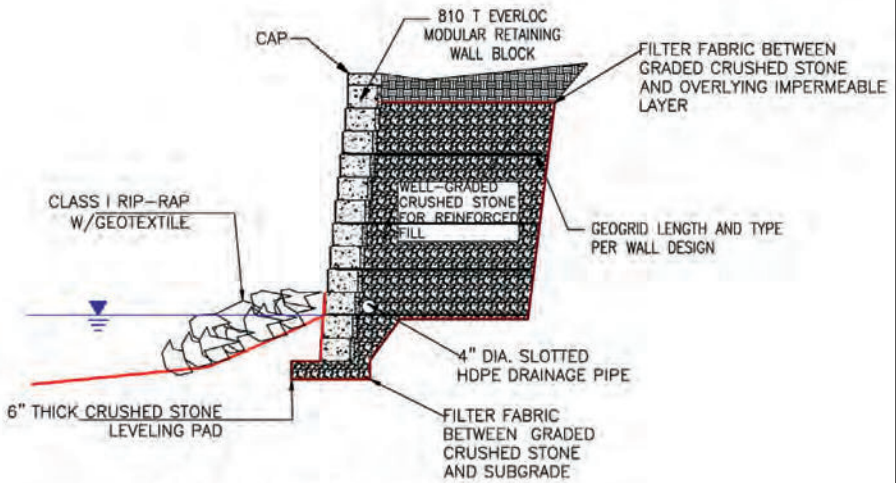 810 T EVERLOC
MODULAR RETAINING
WALL BLOCK
CAP
FILTER FABRIC BETWEEN
GRADED CRUSHED STONE
AND OVERLYING IMPERMEABLE
LAYER
CLASS I RIP-RAP
W/GEOTEXTILE
WELL-GRADED
CRUSHED STONE
FOR REINFORCED
FILL
GEOGRID LENGTH AND TYPE
PER WALL DESIGN
4" DIA. SLOTTED
HDPE DRAINAGE PIPE
6" THICK CRUSHED STONE
LEVELING PAD
FILTER FABRIC
BETWEEN GRADED
CRUSHED STONE
AND SUBGRADE